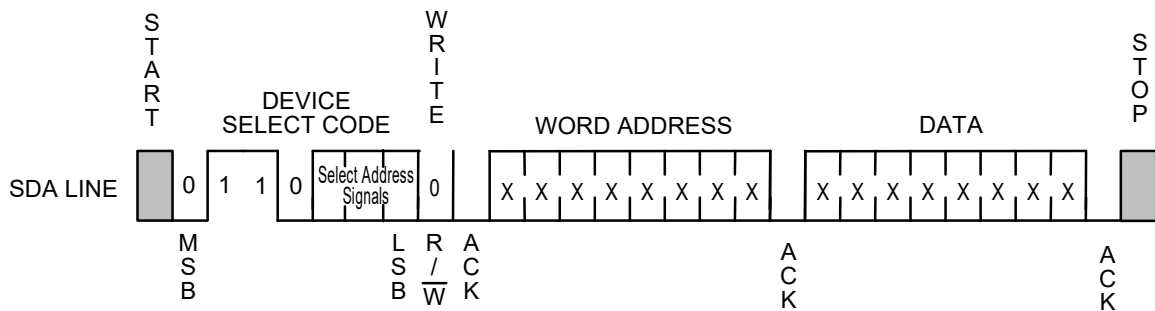 START
WRITE
STOP
DEVICE
SELECT CODE
WORD ADDRESS
DATA
SDA LINE
0 1 1 0 Select Address Signals 0 X X X X X X X X X X X X X X X X
MSB
LSB
R/W
ACK
ACK
ACK